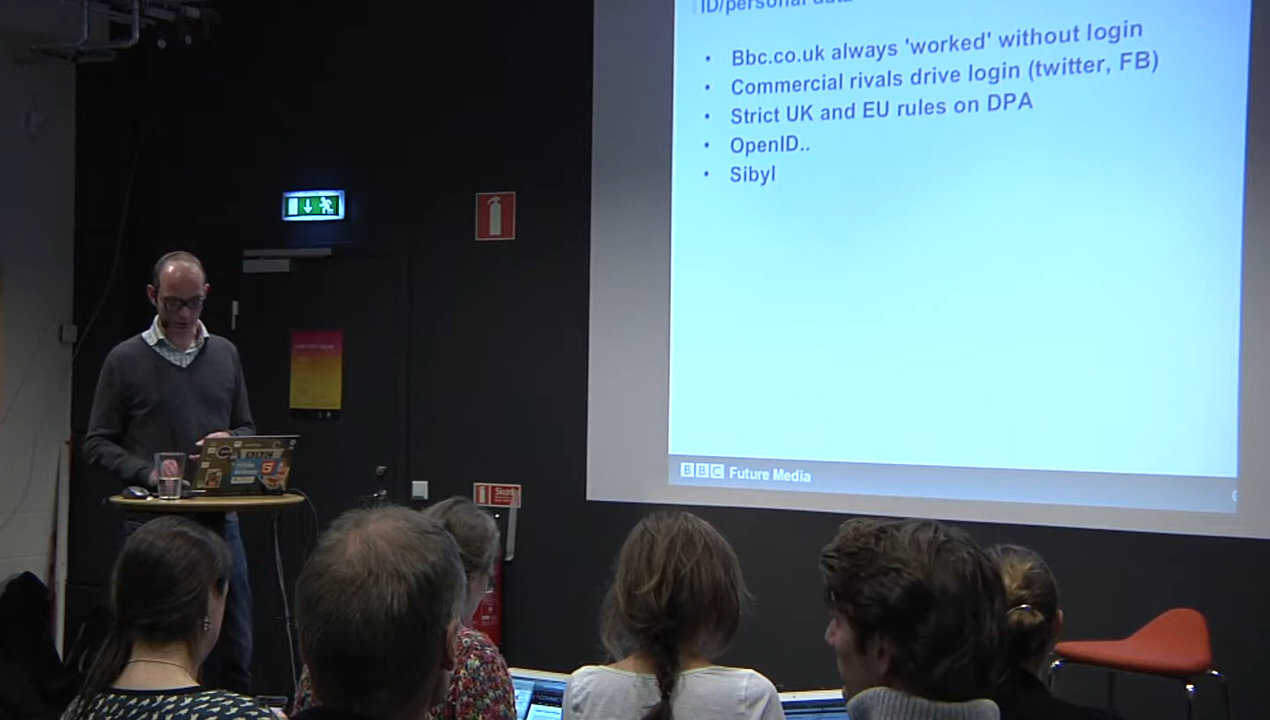 ID/personal data
• Bbc.co.uk always 'worked' without login
• Commercial rivals drive login (twitter, FB)
• Strict UK and EU rules on DPA
• OpenID..
• Sibyl
BBC Future Media
BBC